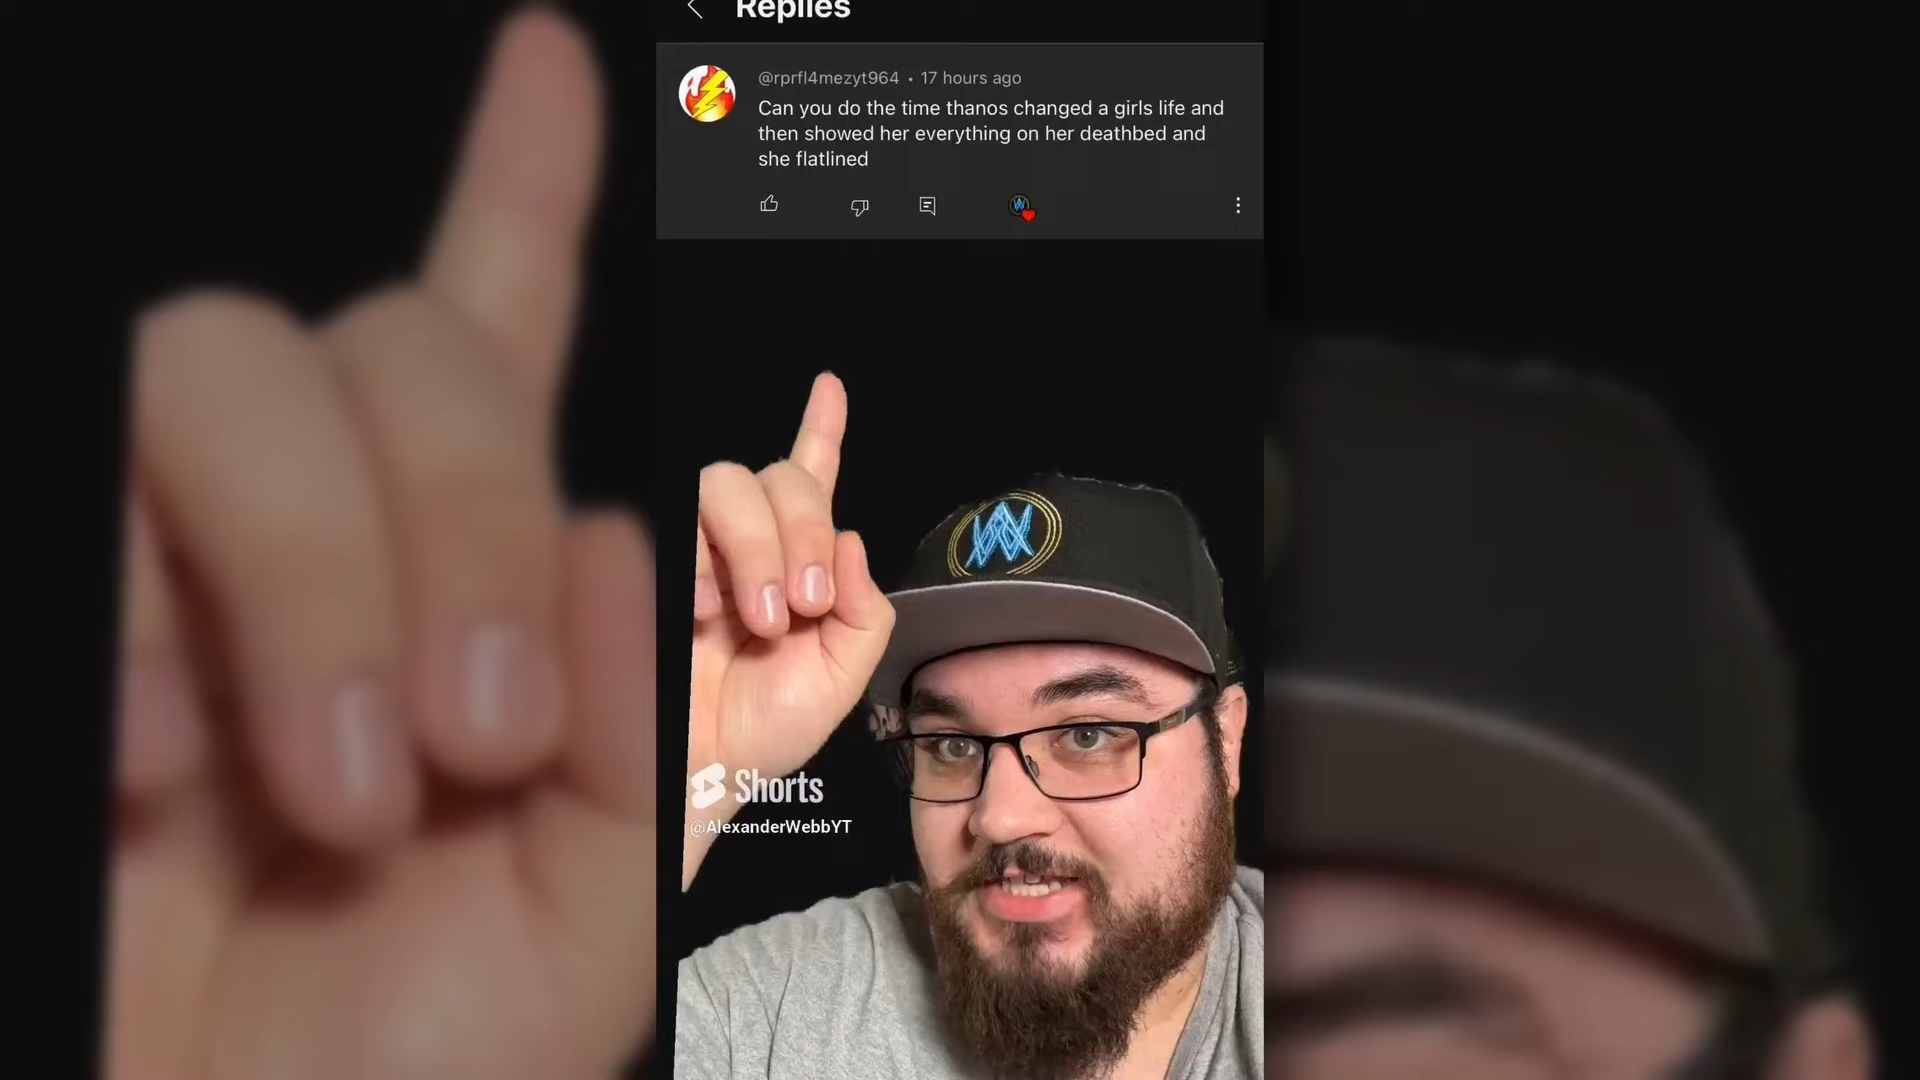 Replies
@rprfl4mezyt964 • 17 hours ago
Can you do the time thanos changed a girls life and
then showed her everything on her deathbed and
she flatlined
Shorts
@AlexanderWebbYT